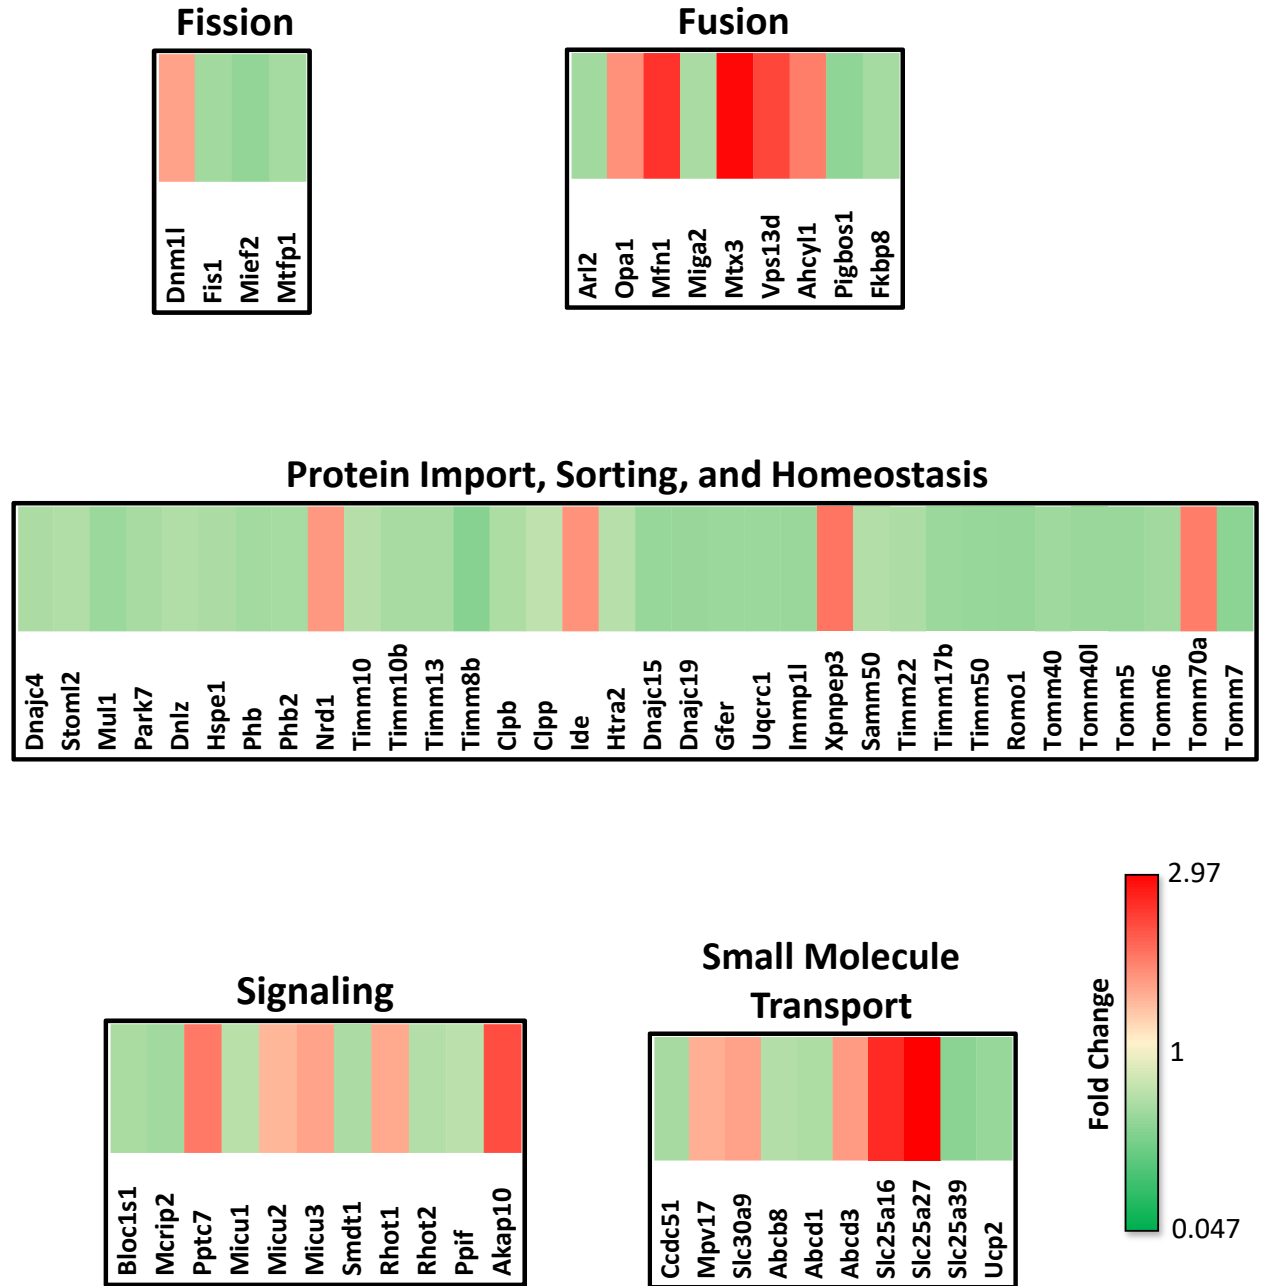 Fission
Dnm1l
Fis1
Mief2
Mtfp1
Fusion
Arl2
Opa1
Mfn1
Miga2
Mtx3
Vps13d
Ahcyl1
Pigbos1
Fkbp8
Protein Import, Sorting, and Homeostasis
Dnajc4
Stoml2
Mul1
Park7
Dnlz
Hspe1
Phb
Phb2
Nrd1
Timm10
Timm10b
Timm13
Timm8b
Clpb
Clpp
Ide
Htra2
Dnajc15
Dnajc19
Gfer
Uqcrc1
Immp1l
Xpnpep3
Samm50
Timm22
Timm17b
Timm50
Romo1
Tomm40
Tomm40l
Tomm5
Tomm6
Tomm70a
Tomm7
Signaling
Bloc1s1
Mcrip2
Pptc7
Micu1
Micu2
Micu3
Smdt1
Rhot1
Rhot2
Ppif
Akap10
Small Molecule
Transport
Ccdc51
Mpv17
Slc30a9
Abcb8
Abcd1
Abcd3
Slc25a16
Slc25a27
Slc25a39
Ucp2
Fold Change
2.97
1
0.047